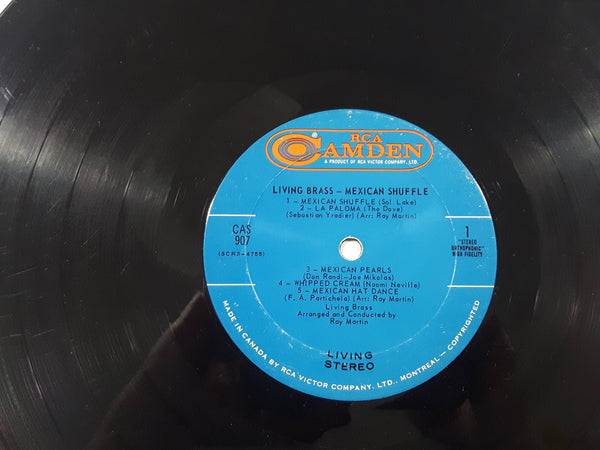 RCA
CAMDEN
®
A PRODUCT OF RCA VICTOR COMPANY, LTD.
LIVING BRASS – MEXICAN SHUFFLE
1 – MEXICAN SHUFFLE (Sol. Lake)
2 – LA PALOMA (The Dove)
(Sebastian Yradier) (Arr: Ray Martin)
CAS
907
(SCRS-4755)
1
"STEREO
ORTHOPHONIC"
HIGH FIDELITY
3 – MEXICAN PEARLS
(Don Randi-Joe Mikolas)
4 – WHIPPED CREAM (Naomi Neville)
5 – MEXICAN HAT DANCE
(F. A. Partichela) (Arr: Ray Martin)
Living Brass
Arranged and Conducted by
Ray Martin
LIVING
STEREO
MADE IN CANADA BY RCA VICTOR COMPANY, LTD., MONTREAL – COPYRIGHTED